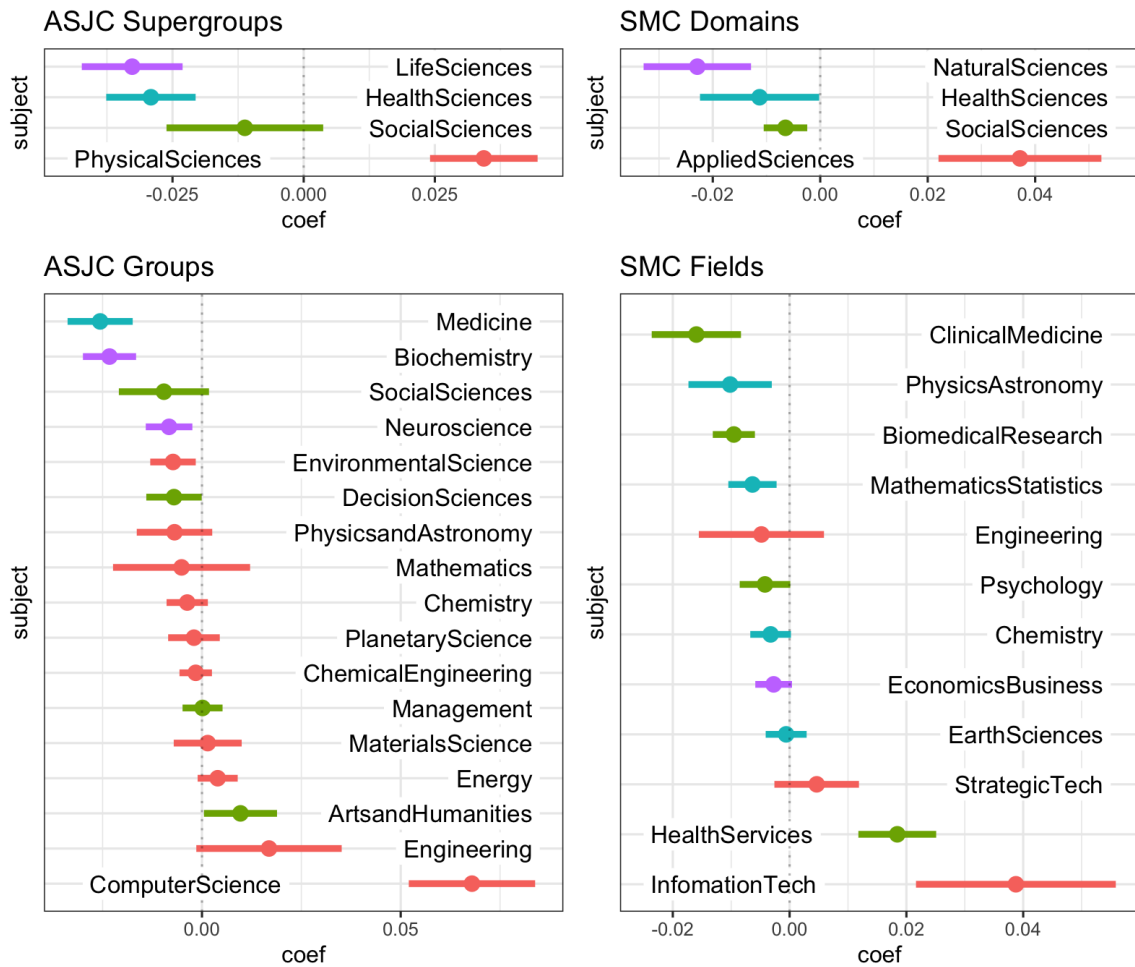 ASJC Supergroups
subject
LifeSciences
HealthSciences
SocialSciences
PhysicalSciences
-0.025 0.000 0.025
coef
SMC Domains
subject
NaturalSciences
HealthSciences
SocialSciences
AppliedSciences
-0.02 0.00 0.02 0.04
coef
ASJC Groups
subject
Medicine
Biochemistry
SocialSciences
Neuroscience
EnvironmentalScience
DecisionSciences
PhysicsandAstronomy
Mathematics
Chemistry
PlanetaryScience
ChemicalEngineering
Management
MaterialsScience
Energy
ArtsandHumanities
Engineering
ComputerScience
0.00 0.05
coef
SMC Fields
subject
ClinicalMedicine
PhysicsAstronomy
BiomedicalResearch
MathematicsStatistics
Engineering
Psychology
Chemistry
EconomicsBusiness
EarthSciences
StrategicTech
HealthServices
InfomationTech
-0.02 0.00 0.02 0.04
coef